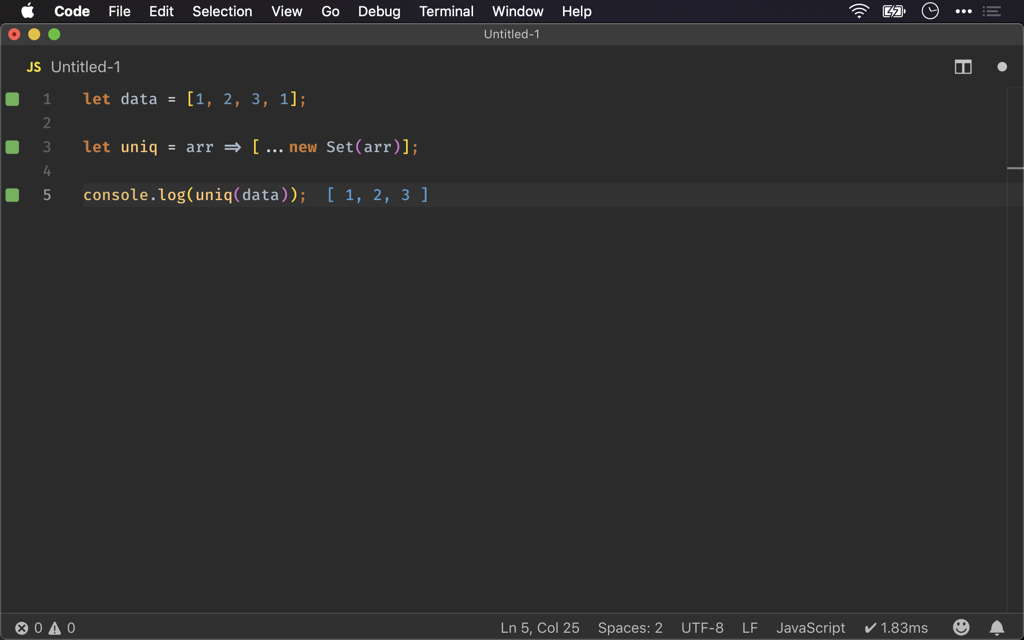 Code File Edit Selection View Go Debug Terminal Window Help
Untitled-1
JS Untitled-1
1 let data = [1, 2, 3, 1];
2
3 let uniq = arr => [...new Set(arr)];
4
5 console.log(uniq(data)); [ 1, 2, 3 ]
0 0 Ln 5, Col 25 Spaces: 2 UTF-8 LF JavaScript ✔ 1.83ms